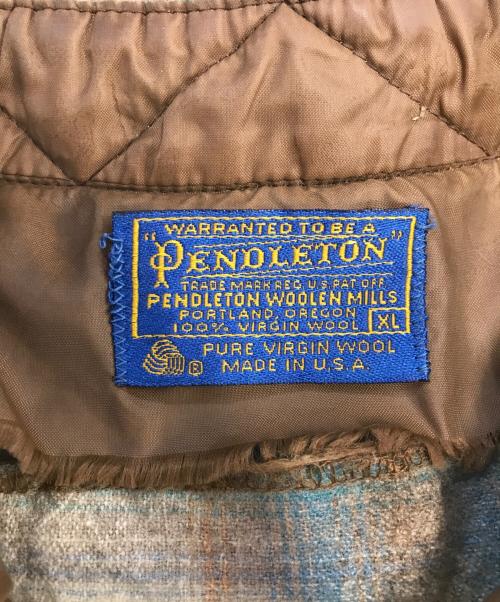 WARRANTED TO BE A
"PENDLETON"
TRADE MARK REG. U.S. PAT. OFF.
PENDLETON WOOLEN MILLS
PORTLAND, OREGON
100% VIRGIN WOOL XL
® PURE VIRGIN WOOL
MADE IN U.S.A.